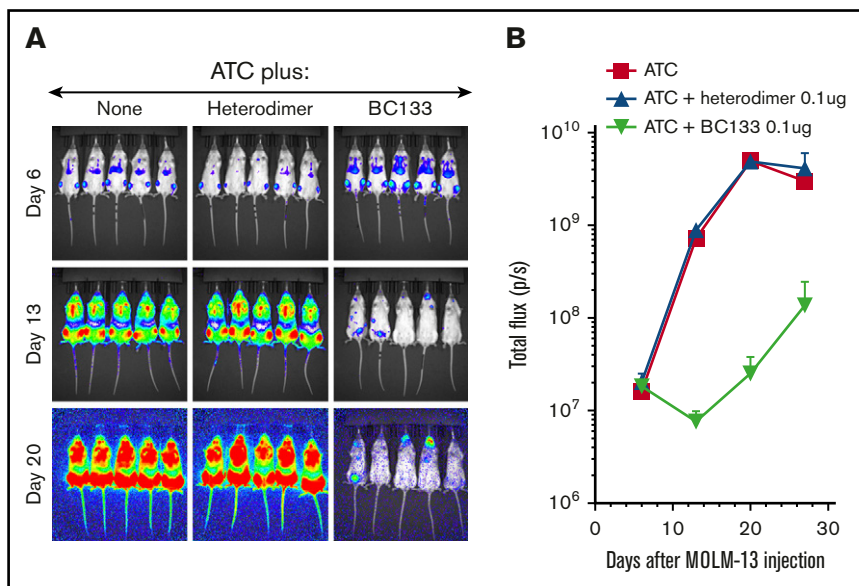 A
ATC plus:
None Heterodimer BC133
Day 6
Day 13
Day 20
B
ATC
ATC + heterodimer 0.1ug
ATC + BC133 0.1ug
Total flux (p/s)
10¹⁰
10⁹
10⁸
10⁷
10⁶
0 10 20 30
Days after MOLM-13 injection